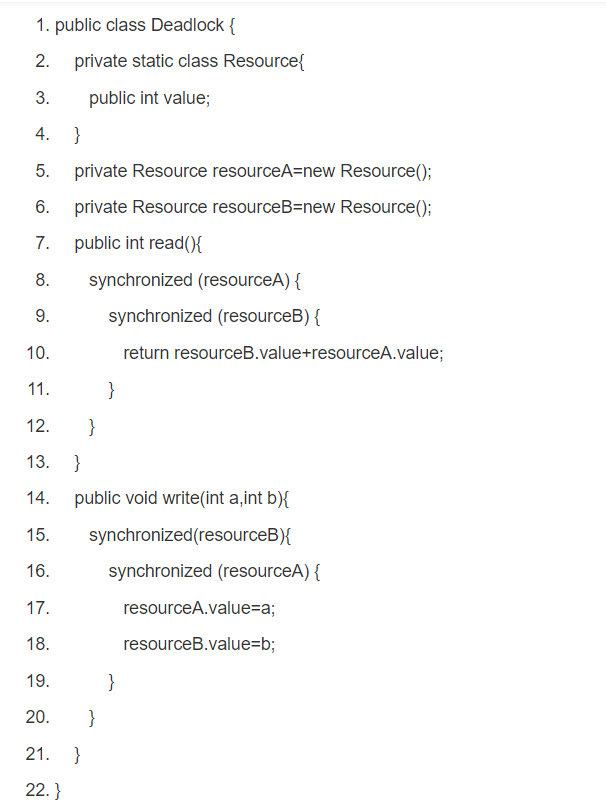 1. public class Deadlock {
2. private static class Resource{
3. public int value;
4. }
5. private Resource resourceA=new Resource();
6. private Resource resourceB=new Resource();
7. public int read(){
8. synchronized (resourceA) {
9. synchronized (resourceB) {
10. return resourceB.value+resourceA.value;
11. }
12. }
13. }
14. public void write(int a,int b){
15. synchronized(resourceB){
16. synchronized (resourceA) {
17. resourceA.value=a;
18. resourceB.value=b;
19. }
20. }
21. }
22. }